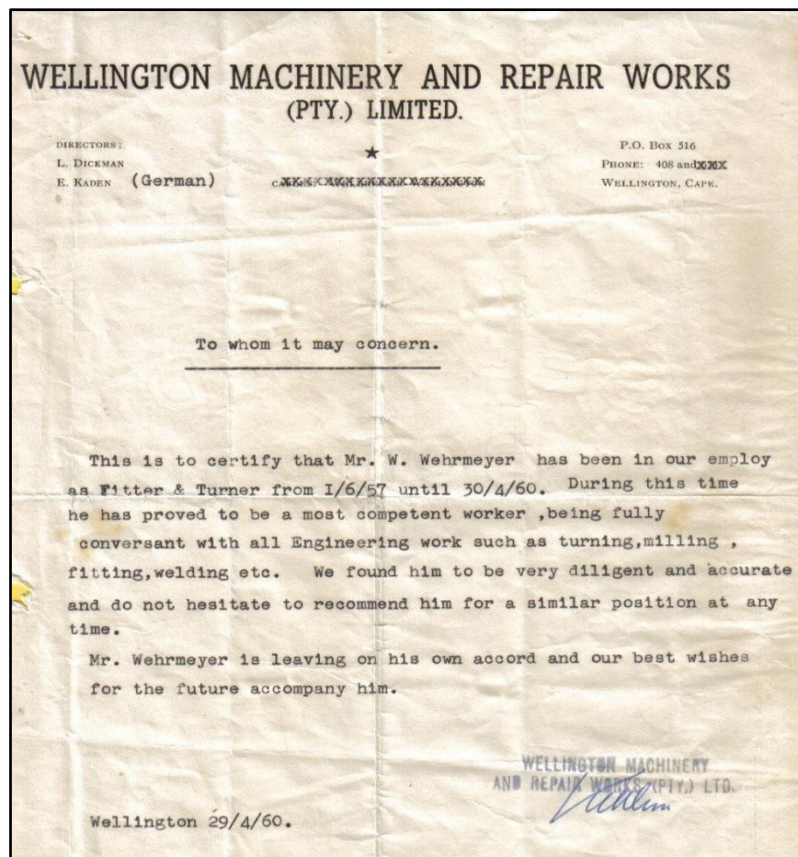 WELLINGTON MACHINERY AND REPAIR WORKS
(PTY.) LIMITED.
DIRECTORS:
L. DICKMAN
E. KADEN (German)
P.O. Box 516
PHONE: 408 and
WELLINGTON, CAPE.
To whom it may concern.
This is to certify that Mr. W. Wehrmeyer has been in our employ
as Fitter & Turner from I/6/57 until 30/4/60. During this time
he has proved to be a most competent worker ,being fully
conversant with all Engineering work such as turning,milling ,
fitting,welding etc. We found him to be very diligent and accurate
and do not hesitate to recommend him for a similar position at any
time.
Mr. Wehrmeyer is leaving on his own accord and our best wishes
for the future accompany him.
WELLINGTON MACHINERY
AND REPAIR WORKS (PTY.) LTD.
Wellington 29/4/60.